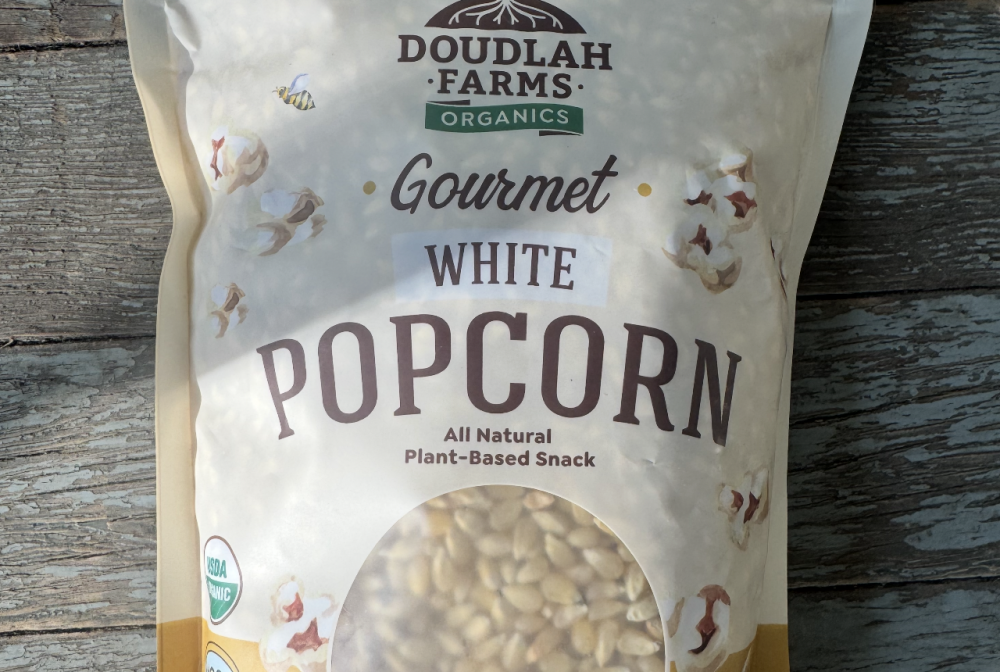 DOUDLAH
·FARMS·
ORGANICS
Gourmet
WHITE
POPCORN
All Natural
Plant-Based Snack
USDA
ORGANIC